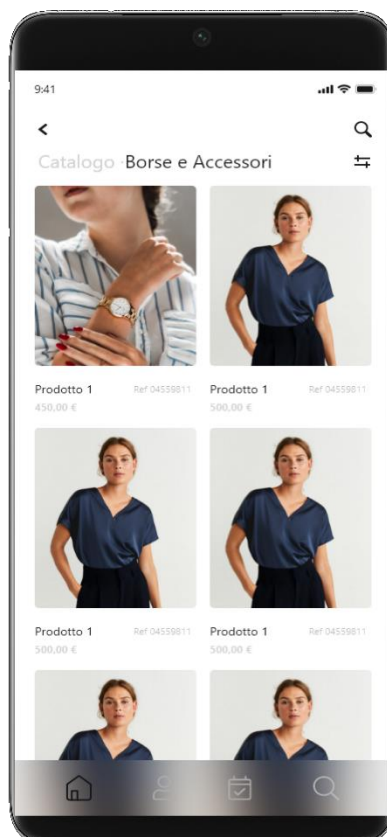 9:41
Catalogo · Borse e Accessori
Prodotto 1 Ref 04559811
450,00 €
Prodotto 1 Ref 04559811
500,00 €
Prodotto 1 Ref 04559811
500,00 €
Prodotto 1 Ref 04559811
500,00 €